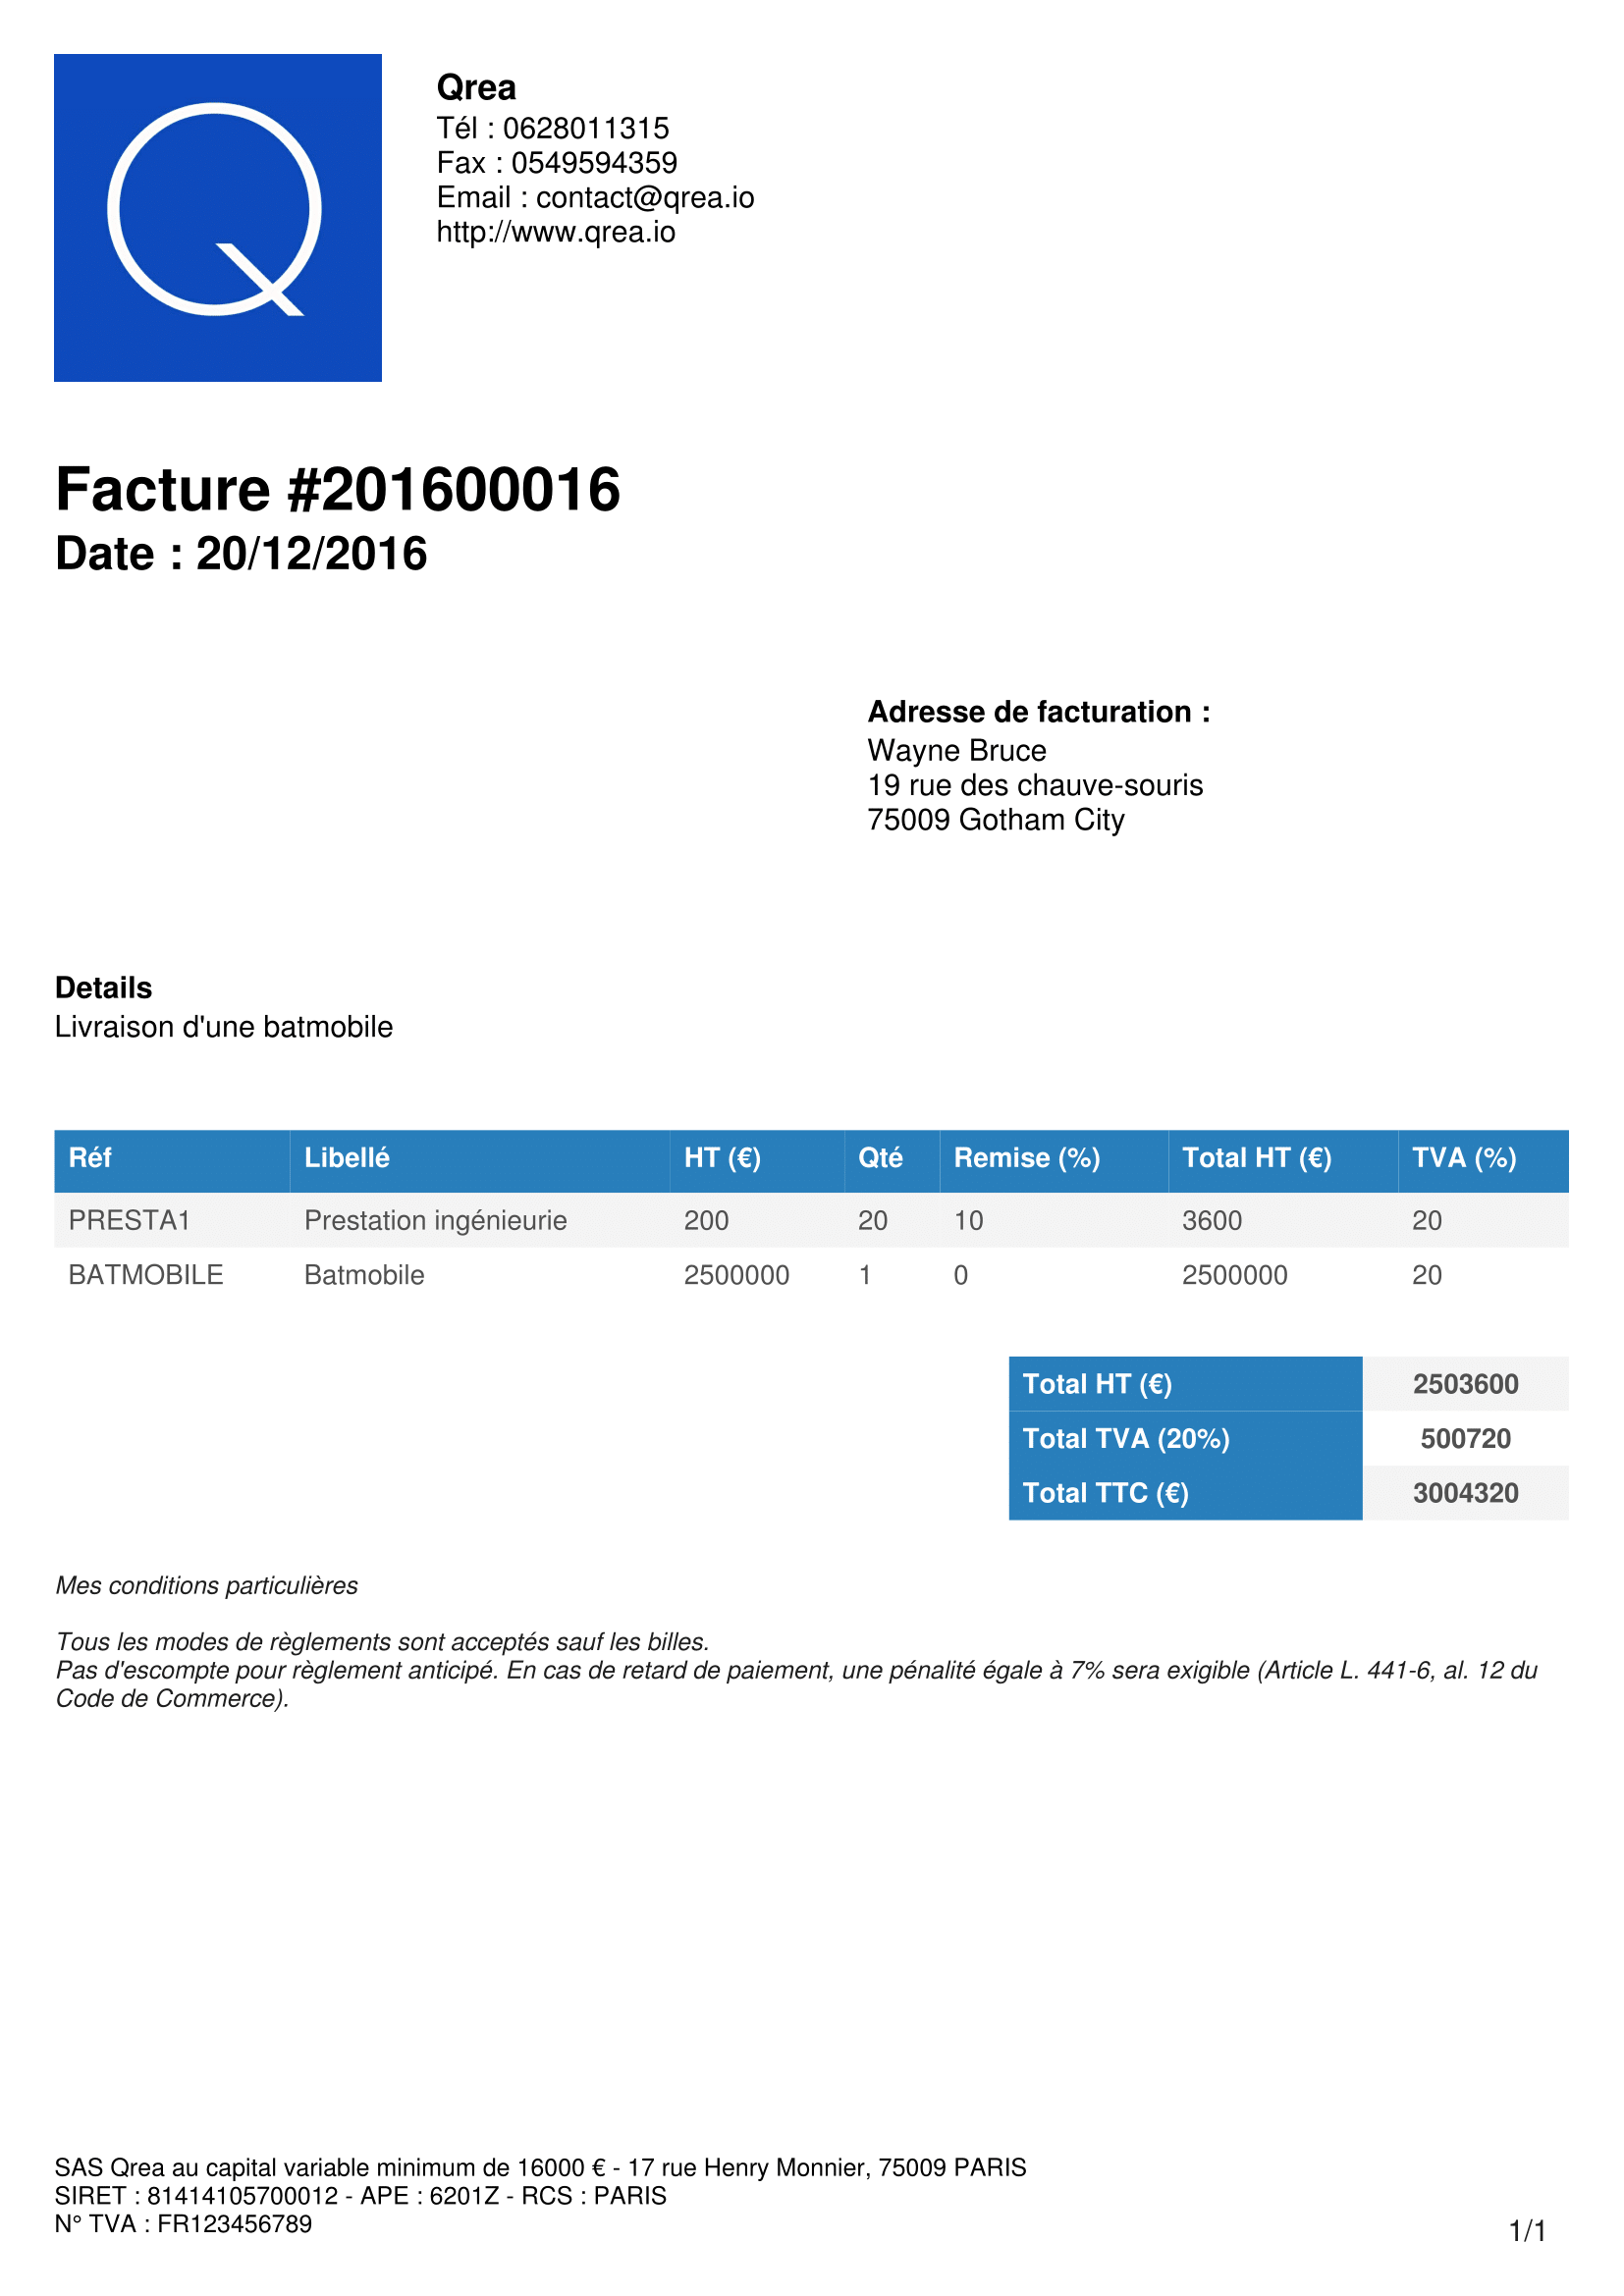 Q
Qrea
Tél : 0628011315
Fax : 0549594359
Email : contact@qrea.io
http://www.qrea.io
Facture #201600016
Date : 20/12/2016
Adresse de facturation :
Wayne Bruce
19 rue des chauve-souris
75009 Gotham City
Details
Livraison d'une batmobile
Réf Libellé HT (€) Qté Remise (%) Total HT (€) TVA (%)
PRESTA1 Prestation ingénieurie 200 20 10 3600 20
BATMOBILE Batmobile 2500000 1 0 2500000 20
Total HT (€) 2503600
Total TVA (20%) 500720
Total TTC (€) 3004320
Mes conditions particulières
Tous les modes de règlements sont acceptés sauf les billes.
Pas d'escompte pour règlement anticipé. En cas de retard de paiement, une pénalité égale à 7% sera exigible (Article L. 441-6, al. 12 du
Code de Commerce).
SAS Qrea au capital variable minimum de 16000 € - 17 rue Henry Monnier, 75009 PARIS
SIRET : 81414105700012 - APE : 6201Z - RCS : PARIS
N° TVA : FR123456789
1/1